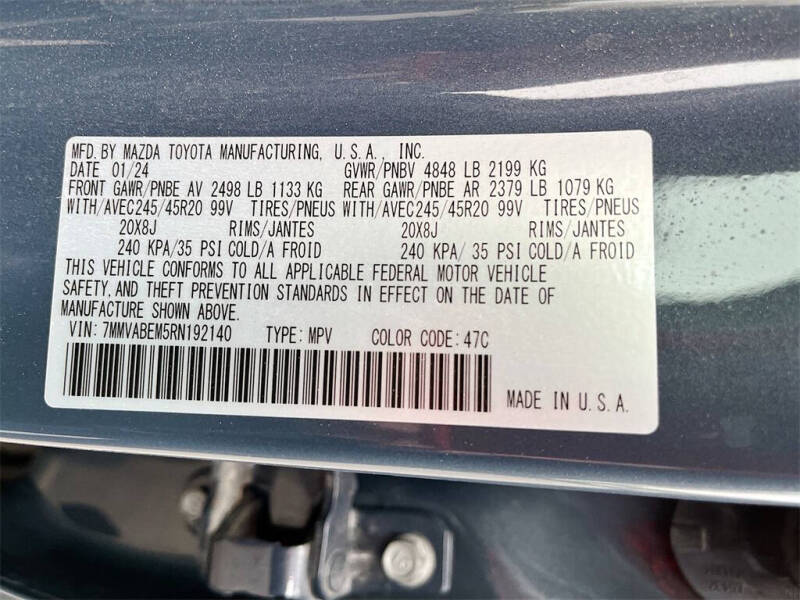 MFD. BY MAZDA TOYOTA MANUFACTURING, U.S.A., INC.
DATE 01/24 GVWR/PNBV 4848 LB 2199 KG
FRONT GAWR/PNBE AV 2498 LB 1133 KG REAR GAWR/PNBE AR 2379 LB 1079 KG
WITH/AVEC245/45R20 99V TIRES/PNEUS WITH/AVEC245/45R20 99V TIRES/PNEUS
20X8J RIMS/JANTES 20X8J RIMS/JANTES
240 KPA/35 PSI COLD/A FROID 240 KPA/ 35 PSI COLD/A FROID
THIS VEHICLE CONFORMS TO ALL APPLICABLE FEDERAL MOTOR VEHICLE
SAFETY, AND THEFT PREVENTION STANDARDS IN EFFECT ON THE DATE OF
MANUFACTURE SHOWN ABOVE.
VIN: 7MMVABEM5RN192140 TYPE: MPV COLOR CODE: 47C
MADE IN U.S.A.